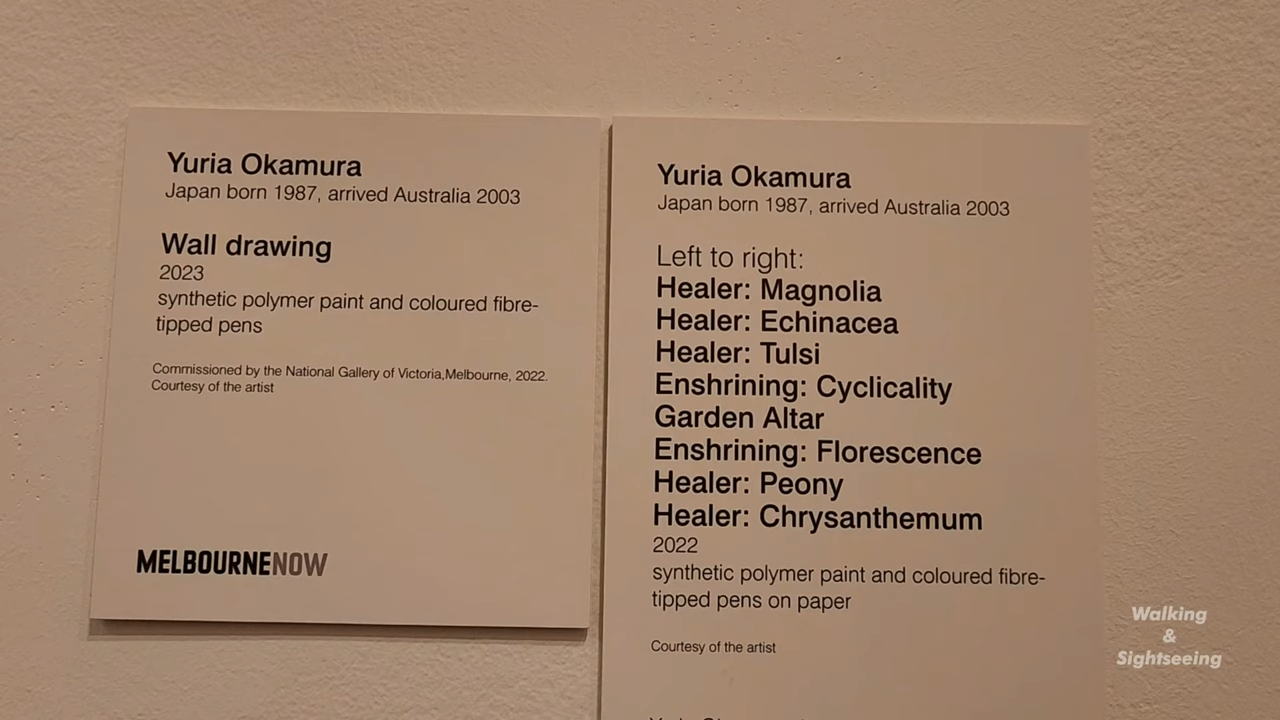 Yuria Okamura
Japan born 1987, arrived Australia 2003
Wall drawing
2023
synthetic polymer paint and coloured fibre-
tipped pens
Commissioned by the National Gallery of Victoria,Melbourne, 2022.
Courtesy of the artist
MELBOURNENOW
Yuria Okamura
Japan born 1987, arrived Australia 2003
Left to right:
Healer: Magnolia
Healer: Echinacea
Healer: Tulsi
Enshrining: Cyclicality
Garden Altar
Enshrining: Florescence
Healer: Peony
Healer: Chrysanthemum
2022
synthetic polymer paint and coloured fibre-
tipped pens on paper
Courtesy of the artist
Walking
&
Sightseeing